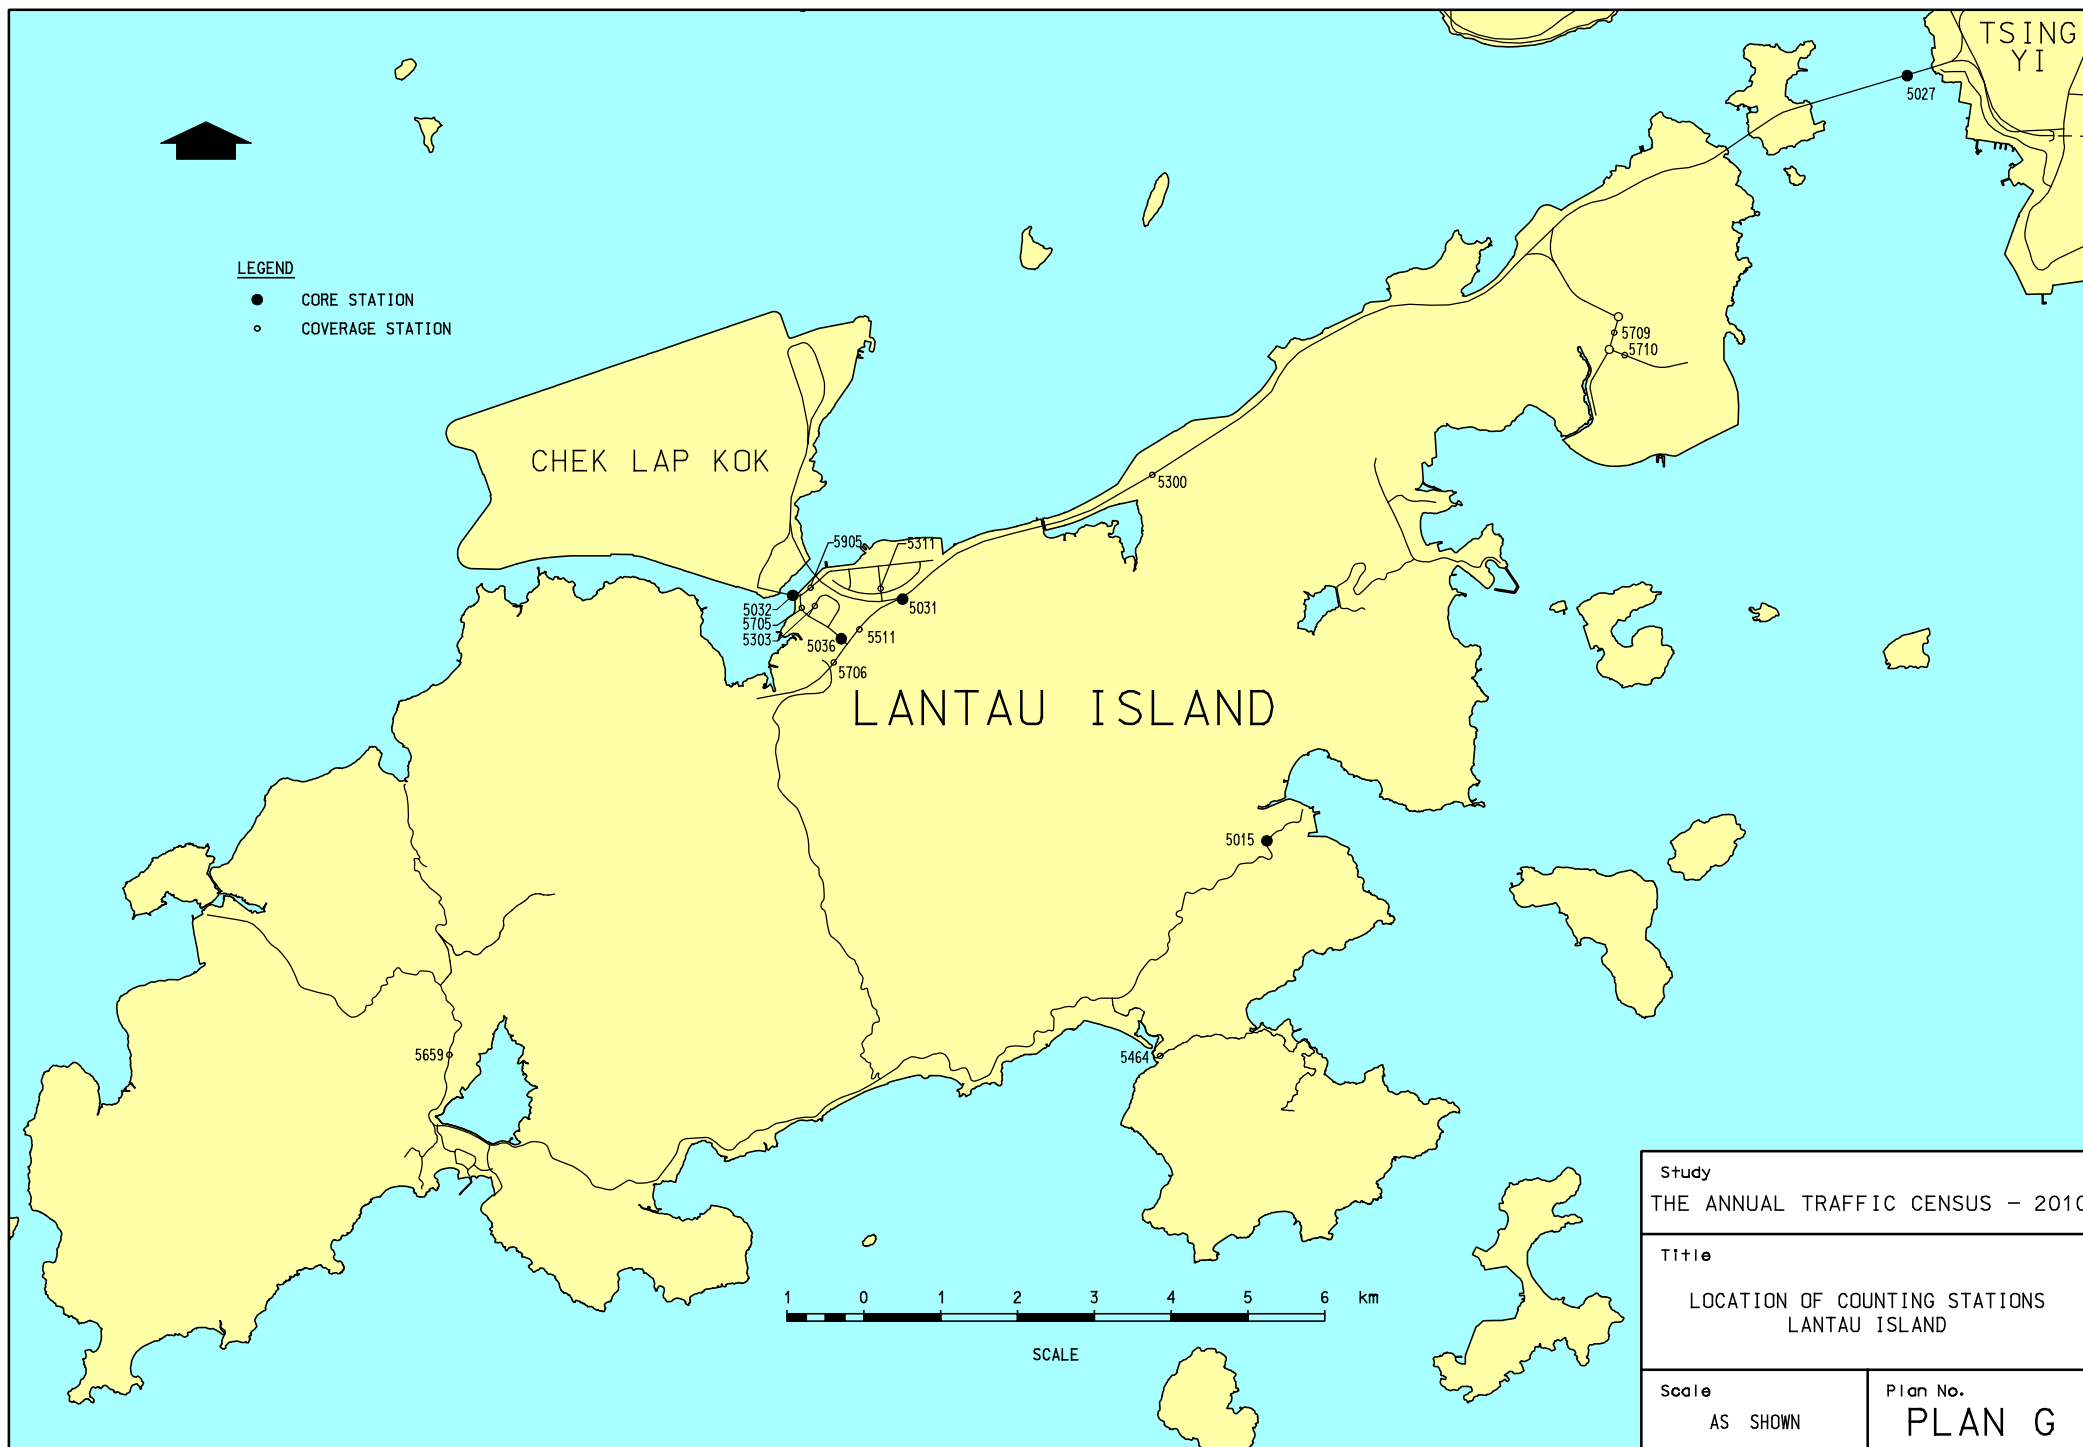 TSING
YI
5027
LEGEND
CORE STATION
COVERAGE STATION
5709
5710
CHEK LAP KOK
5300
5905
5311
5032
5031
5705
5303
5036
5511
5706
LANTAU ISLAND
5015
5659
5464
Study
THE ANNUAL TRAFFIC CENSUS - 2010
Title
LOCATION OF COUNTING STATIONS
LANTAU ISLAND
1 0 1 2 3 4 5 6 km
SCALE
Scale
AS SHOWN
Plan No.
PLAN G